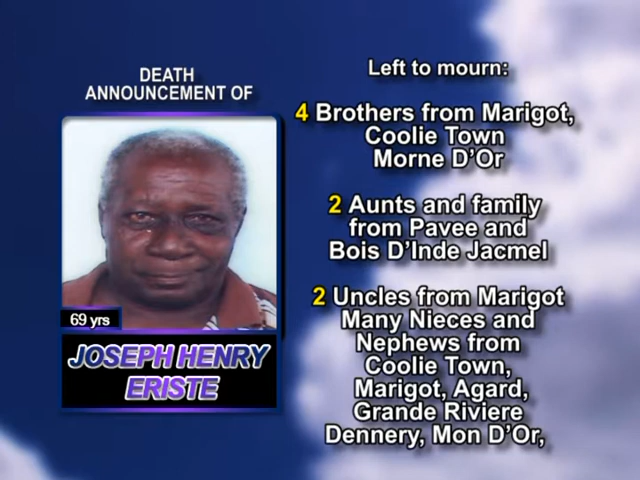 DEATH
ANNOUNCEMENT OF
69 yrs
JOSEPH HENRY
ERISTE
Left to mourn:
4 Brothers from Marigot,
Coolie Town
Morne D'Or
2 Aunts and family
from Pavee and
Bois D'Inde Jacmel
2 Uncles from Marigot
Many Nieces and
Nephews from
Coolie Town,
Marigot, Agard,
Grande Riviere
Dennery, Mon D'Or,